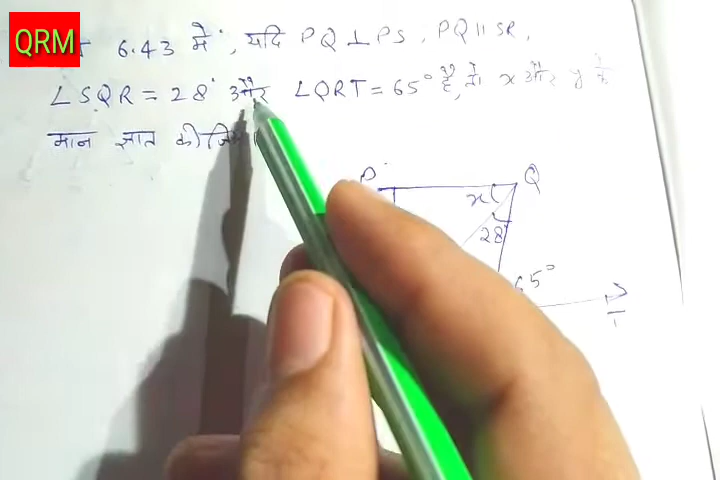 QRM
6.43 में, यदि PQ⊥PS, PQ॥SR,
∠SQR = 28° और ∠QRT = 65° है, तो x और y के
मान ज्ञात
P
Q
x
28°
65°
T